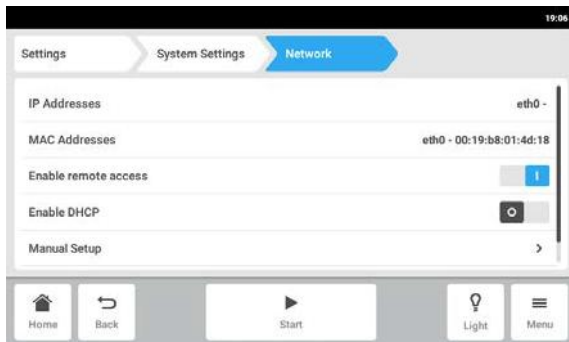 19:06
Settings System Settings Network
IP Addresses eth0 -
MAC Addresses eth0 - 00:19:b8:01:4d:18
Enable remote access I
Enable DHCP O
Manual Setup >
Home Back Start Light Menu